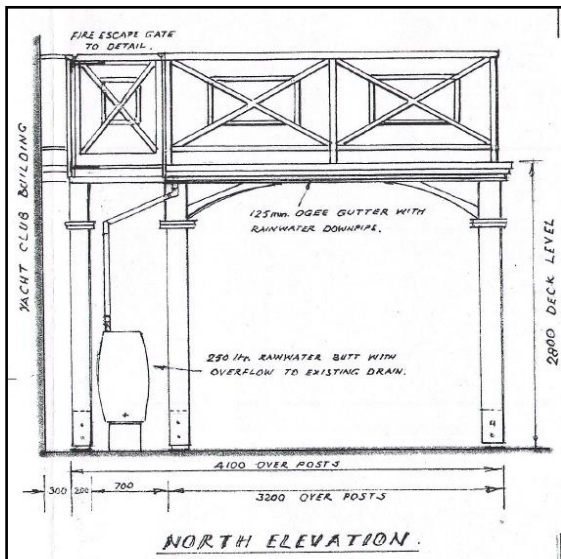 FIRE ESCAPE GATE
TO DETAIL.
YACHT CLUB BUILDING
125mm. OGEE GUTTER WITH
RAINWATER DOWNPIPE.
2800 DECK LEVEL
250 ltr. RAINWATER BUTT WITH
OVERFLOW TO EXISTING DRAIN.
4100 OVER POSTS
300 200 700
3200 OVER POSTS
NORTH ELEVATION.